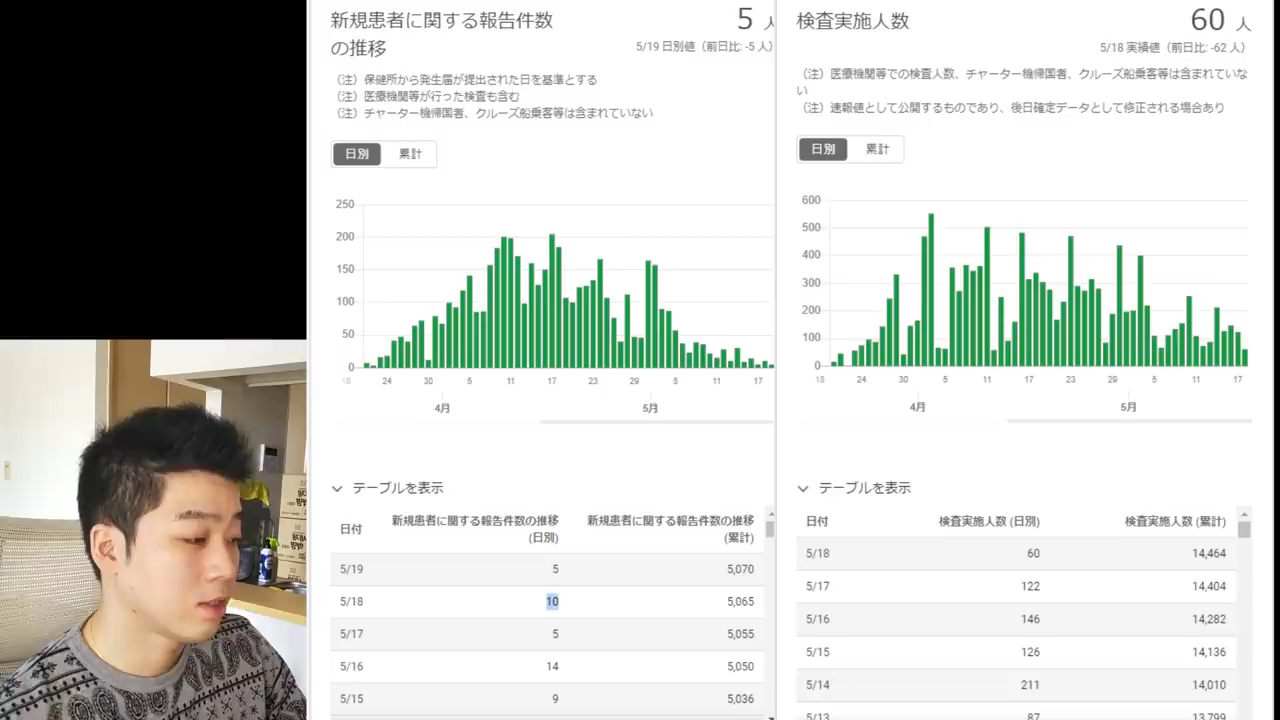 新規患者に関する報告件数
の推移
5 人
5/19 日別値（前日比: -5 人）
（注）保健所から発生届が提出された日を基準とする
（注）医療機関等が行った検査も含む
（注）チャーター機帰国者、クルーズ船乗客等は含まれていない
日別 累計
250
200
150
100
50
0
18 24 30 5 11 17 23 29 5 11 17
4月 5月
テーブルを表示
日付 新規患者に関する報告件数の推移 新規患者に関する報告件数の推移
(日別) (累計)
5/19 5 5,070
5/18 10 5,065
5/17 5 5,055
5/16 14 5,050
5/15 9 5,036
検査実施人数
60 人
5/18 実績値（前日比: -62 人）
（注）医療機関等での検査人数、チャーター機帰国者、クルーズ船乗客等は含まれていな
い
（注）速報値として公開するものであり、後日確定データとして修正される場合あり
日別 累計
600
500
400
300
200
100
0
18 24 30 5 11 17 23 29 5 11 17
4月 5月
テーブルを表示
日付 検査実施人数 (日別) 検査実施人数 (累計)
5/18 60 14,464
5/17 122 14,404
5/16 146 14,282
5/15 126 14,136
5/14 211 14,010
5/13 87 13,799